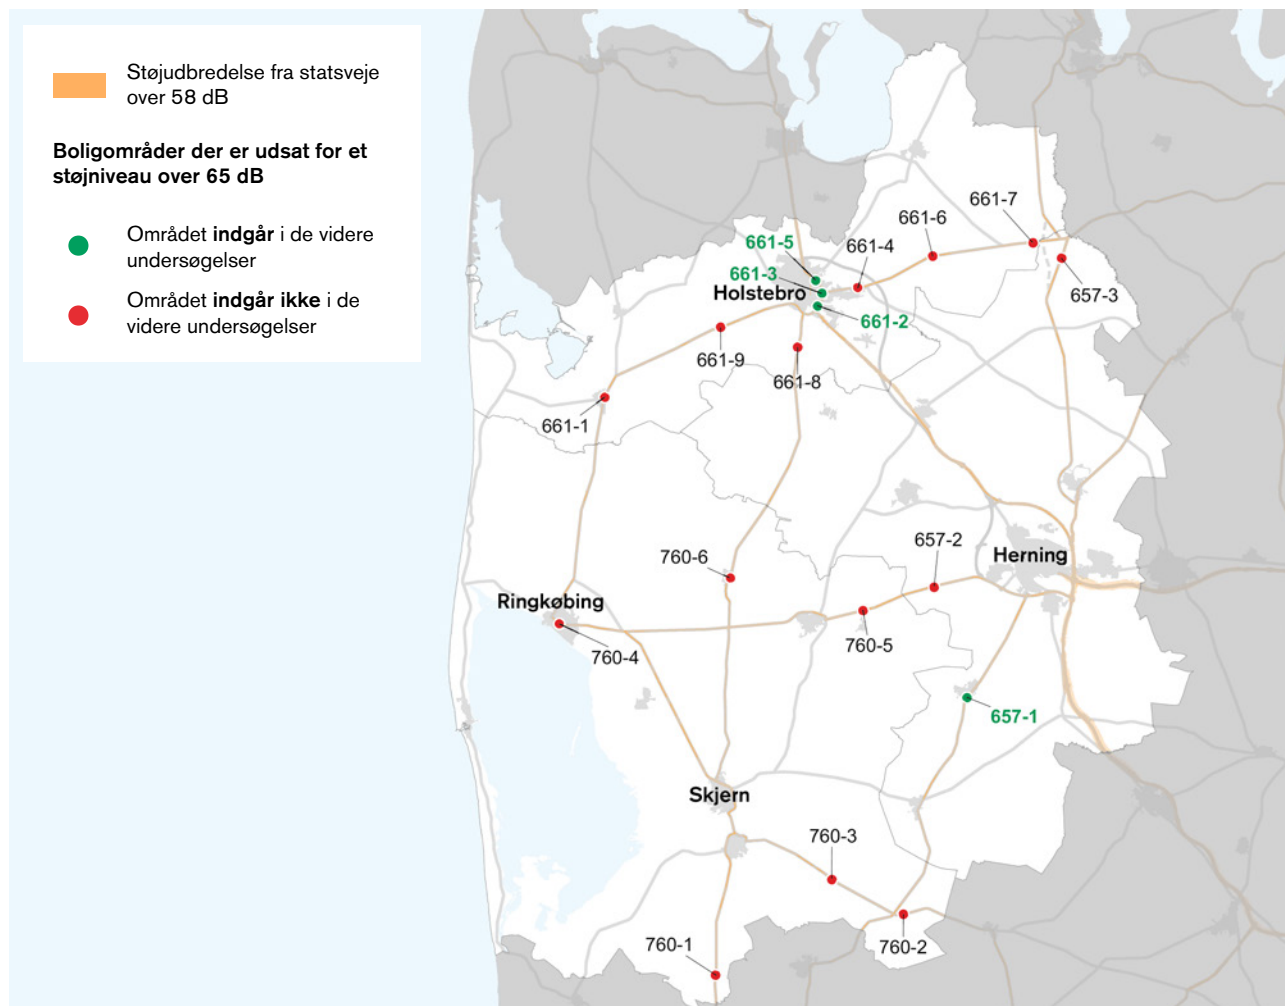 Støjudbredelse fra statsveje
over 58 dB
Boligområder der er udsat for et
støjniveau over 65 dB
Området indgår i de videre
undersøgelser
Området indgår ikke i de
videre undersøgelser
661-7
661-6
661-5
661-4
661-3
657-3
Holstebro
661-2
661-9
661-8
661-1
657-2
760-6
Herning
Ringkøbing
760-5
760-4
657-1
Skjern
760-3
760-1
760-2